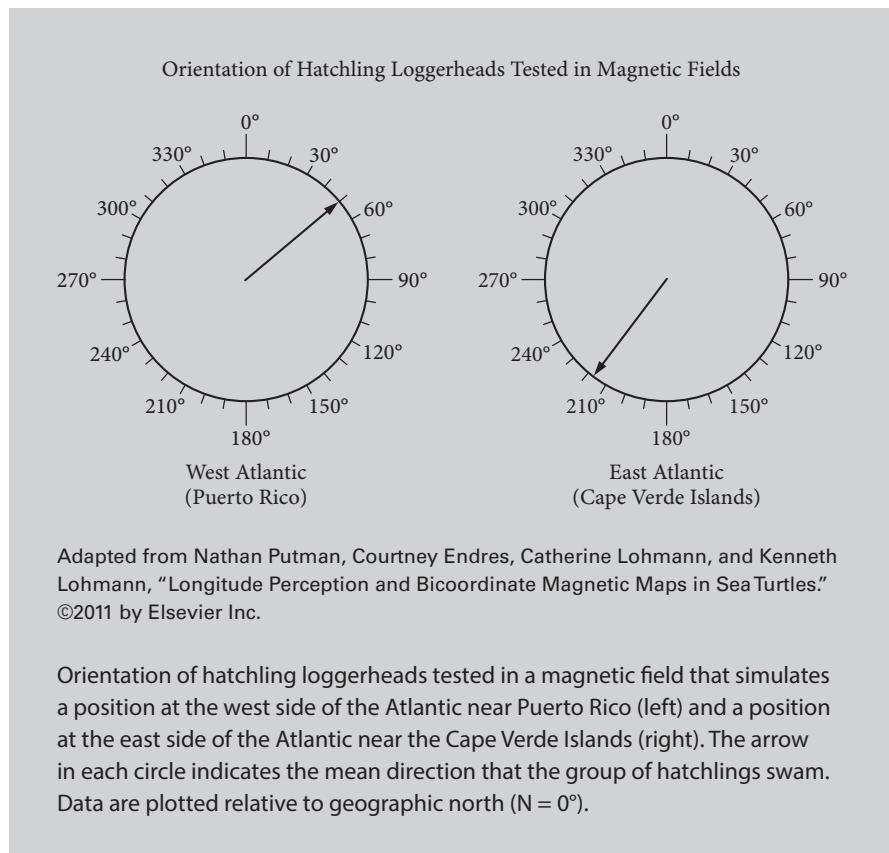 Orientation of Hatchling Loggerheads Tested in Magnetic Fields
0°
330°
30°
300°
60°
270°
90°
240°
120°
210°
150°
180°
West Atlantic
(Puerto Rico)
0°
330°
30°
300°
60°
270°
90°
240°
120°
210°
150°
180°
East Atlantic
(Cape Verde Islands)
Adapted from Nathan Putman, Courtney Endres, Catherine Lohmann, and Kenneth
Lohmann, “Longitude Perception and Bicoordinate Magnetic Maps in Sea Turtles.”
©2011 by Elsevier Inc.
Orientation of hatchling loggerheads tested in a magnetic field that simulates
a position at the west side of the Atlantic near Puerto Rico (left) and a position
at the east side of the Atlantic near the Cape Verde Islands (right). The arrow
in each circle indicates the mean direction that the group of hatchlings swam.
Data are plotted relative to geographic north (N = 0°).